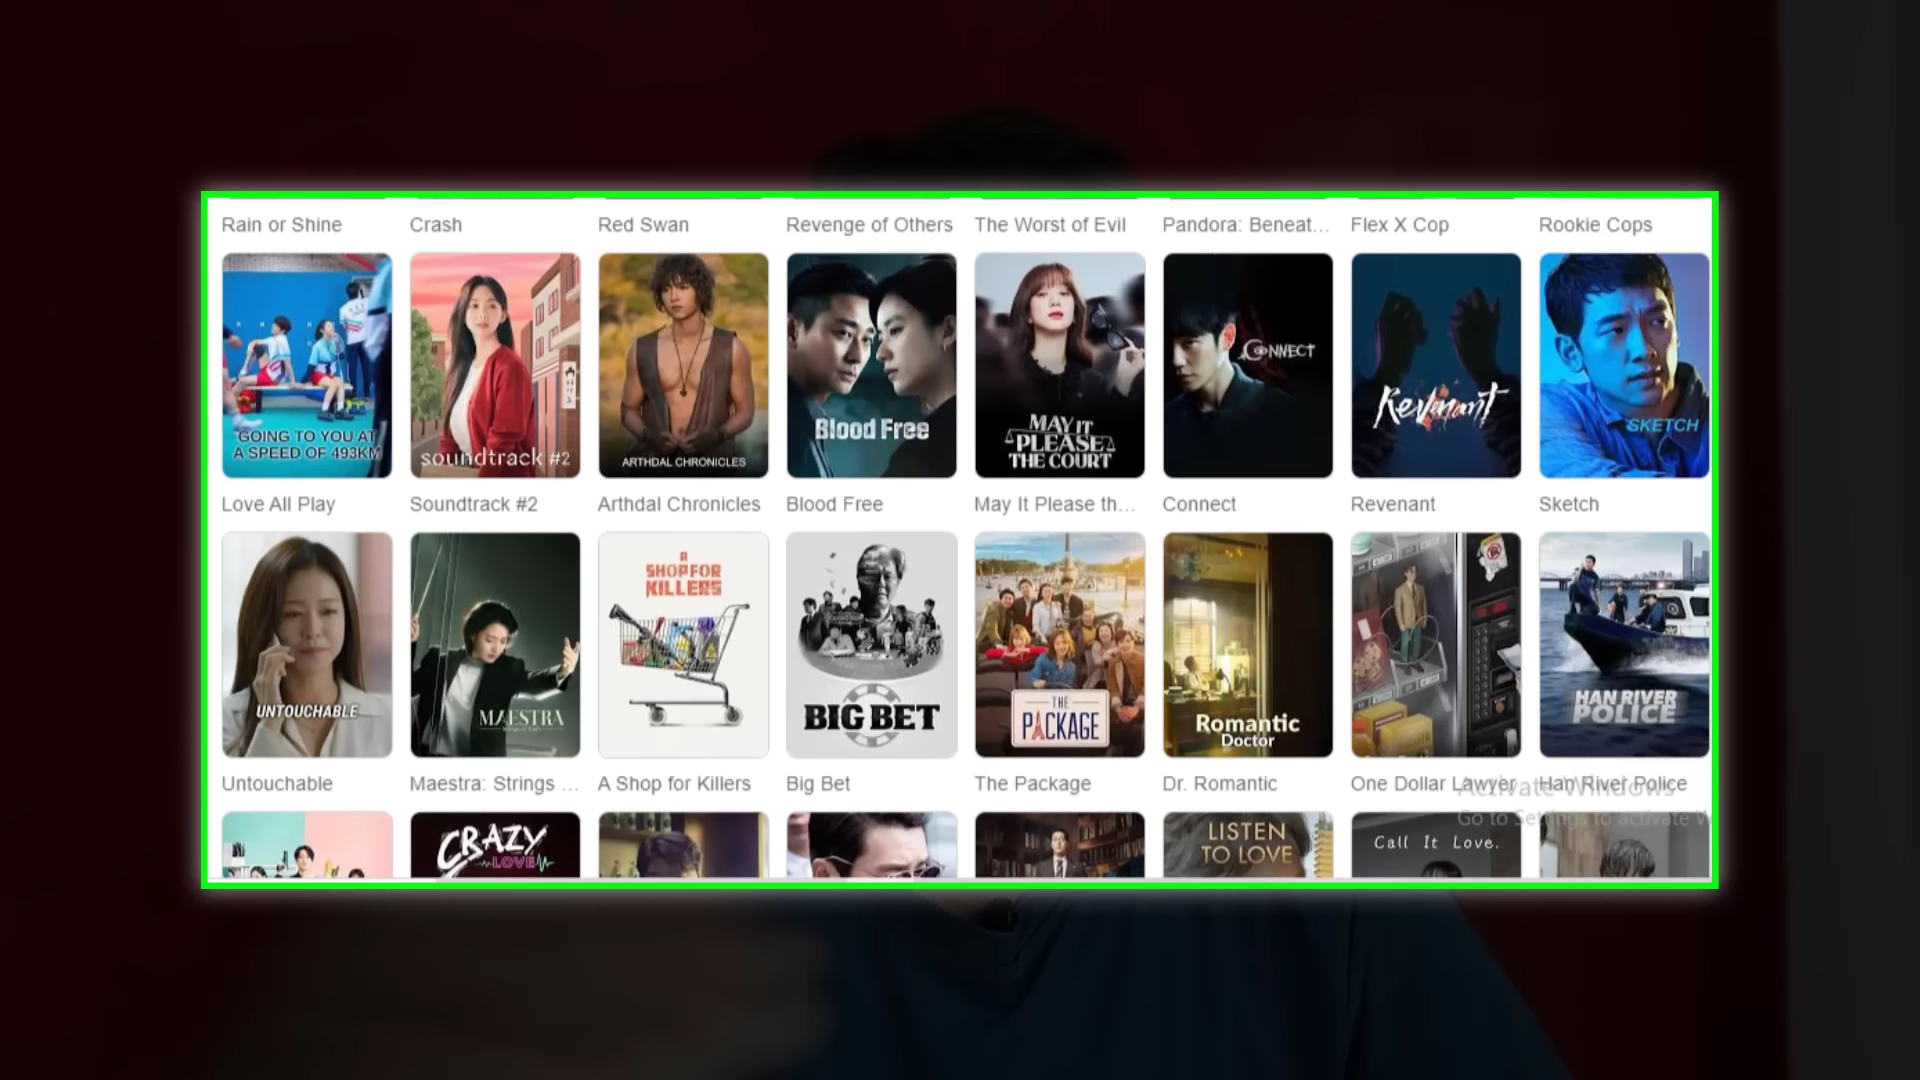 Rain or Shine
Crash
Red Swan
Revenge of Others
The Worst of Evil
Pandora: Beneat...
Flex X Cop
Rookie Cops
GOING TO YOU AT
A SPEED OF 493KM
soundtrack #2
ARTHDAL CHRONICLES
Blood Free
MAY IT
PLEASE
THE COURT
CONNECT
Revenant
SKETCH
Love All Play
Soundtrack #2
Arthdal Chronicles
Blood Free
May It Please th...
Connect
Revenant
Sketch
UNTOUCHABLE
MAESTRA
A
SHOP FOR
KILLERS
BIG BET
THE
PACKAGE
Romantic
Doctor
HAN RIVER
POLICE
Untouchable
Maestra: Strings ...
A Shop for Killers
Big Bet
The Package
Dr. Romantic
One Dollar Lawyer
Han River Police
Activate Windows
Go to Settings to activate W
CRAZY
LOVE
LISTEN
TO LOVE
Call It Love.